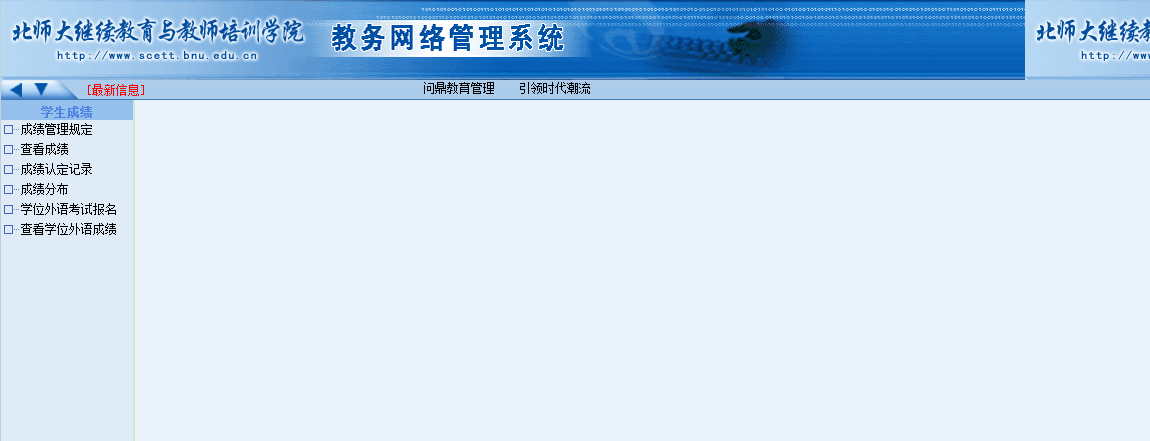 北师大继续教育与教师培训学院
http://www.scett.bnu.edu.cn
教务网络管理系统
北师大继续教
http://www
[最新信息]
问鼎教育管理 引领时代潮流
学生成绩
成绩管理规定
查看成绩
成绩认定记录
成绩分布
学位外语考试报名
查看学位外语成绩